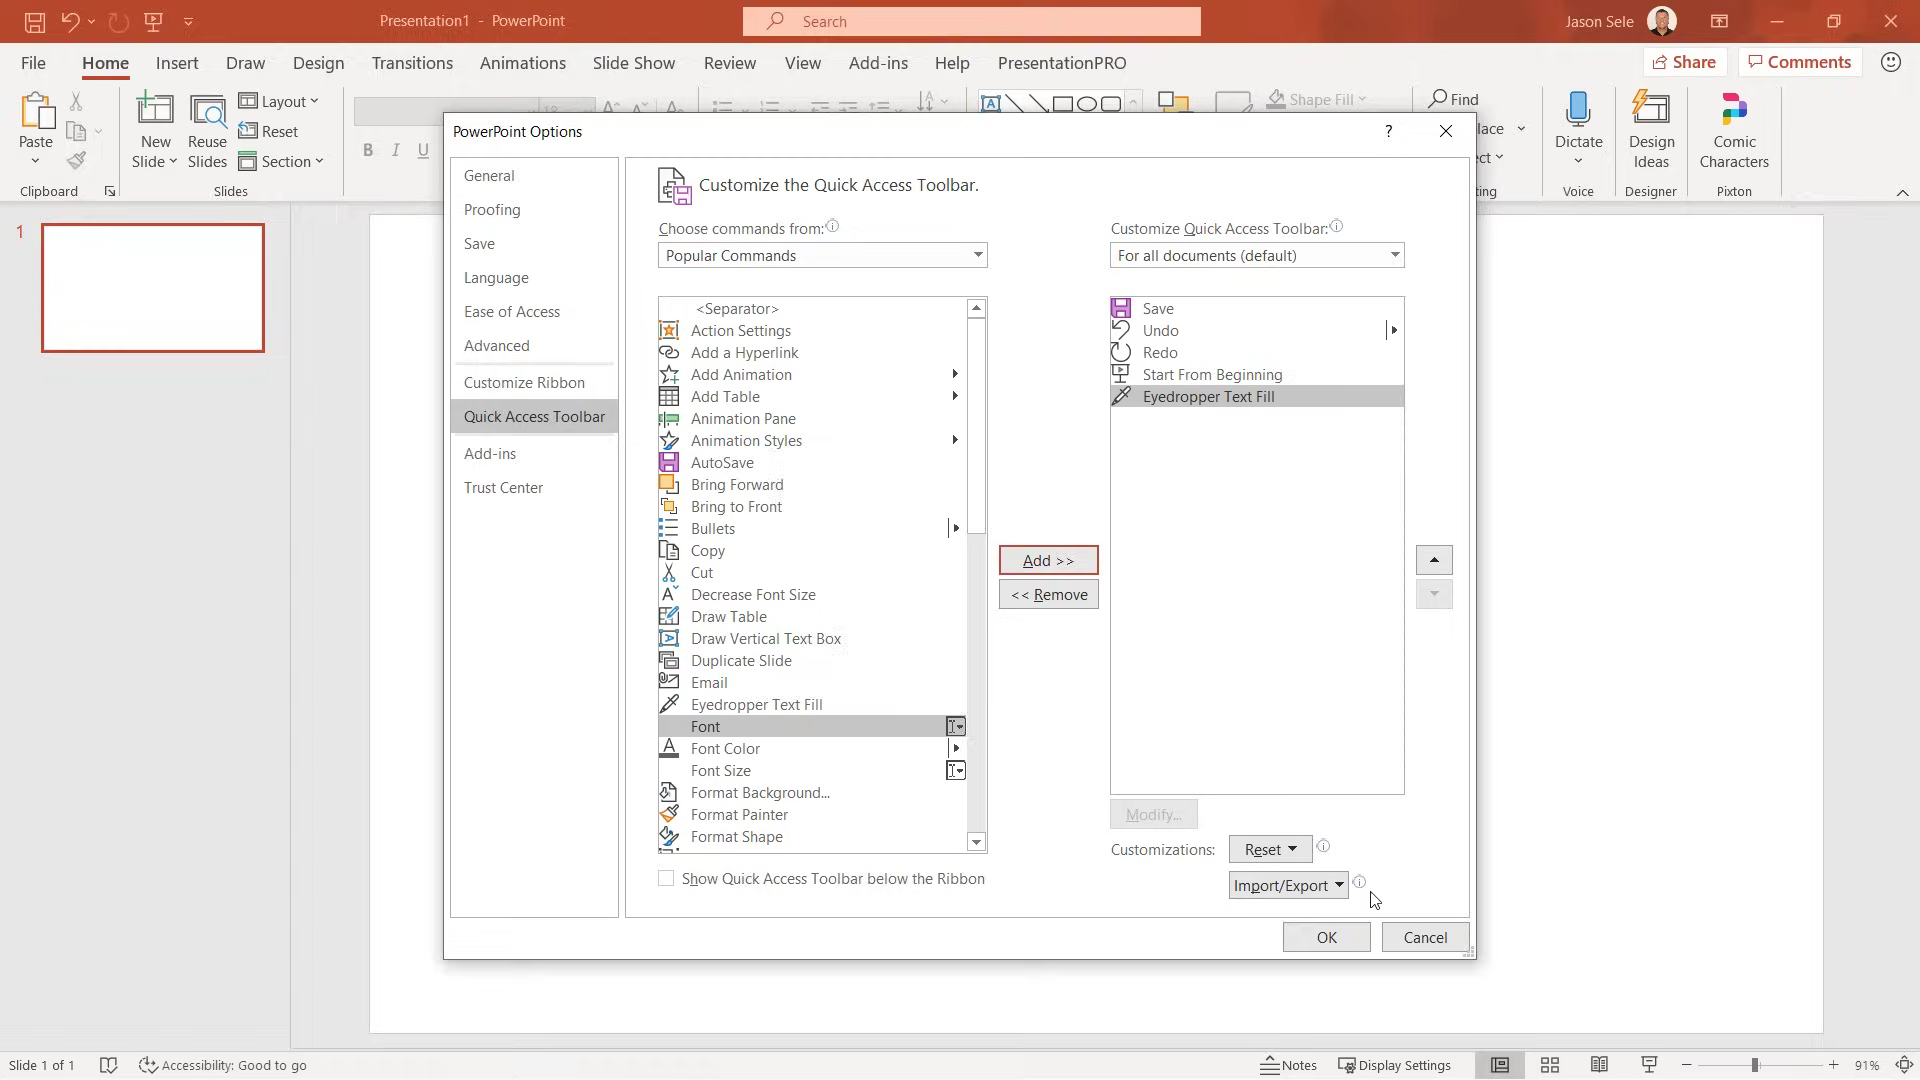 Presentation1 - PowerPoint
Search
Jason Sele
File Home Insert Draw Design Transitions Animations Slide Show Review View Add-ins Help PresentationPRO
Share Comments
Paste
New Slide
Reuse Slides
Layout
Reset
Section
B I U
Shape Fill
Find
lace
ct
Dictate
Design Ideas
Comic Characters
Clipboard
Slides
ting
Voice
Designer
Pixton
1
PowerPoint Options
?
General
Proofing
Save
Language
Ease of Access
Advanced
Customize Ribbon
Quick Access Toolbar
Add-ins
Trust Center
Customize the Quick Access Toolbar.
Choose commands from:
Popular Commands
<Separator>
Action Settings
Add a Hyperlink
Add Animation
Add Table
Animation Pane
Animation Styles
AutoSave
Bring Forward
Bring to Front
Bullets
Copy
Cut
Decrease Font Size
Draw Table
Draw Vertical Text Box
Duplicate Slide
Email
Eyedropper Text Fill
Font
Font Color
Font Size
Format Background...
Format Painter
Format Shape
Show Quick Access Toolbar below the Ribbon
Add >>
<< Remove
Customize Quick Access Toolbar:
For all documents (default)
Save
Undo
Redo
Start From Beginning
Eyedropper Text Fill
Modify...
Customizations: Reset
Import/Export
OK Cancel
Slide 1 of 1
Accessibility: Good to go
Notes
Display Settings
91%